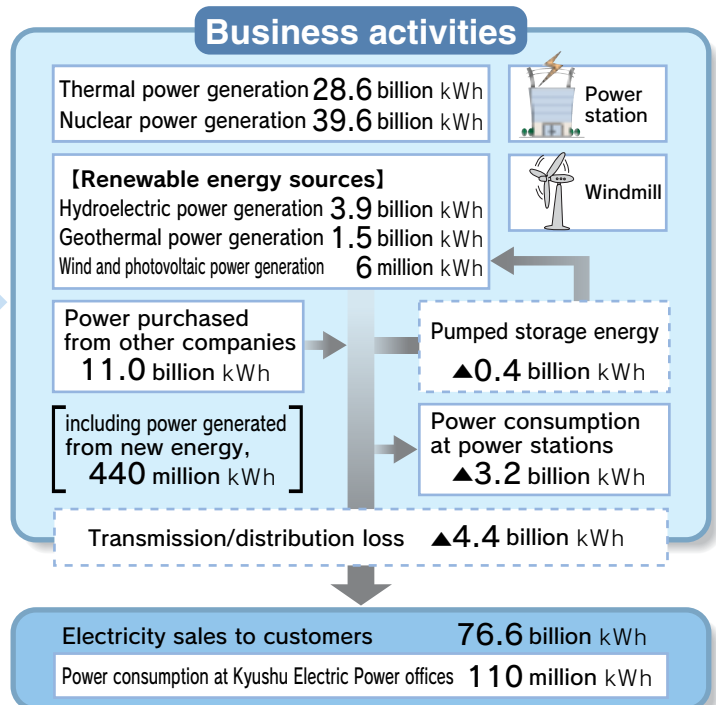 Business activities
Thermal power generation 28.6 billion kWh
Nuclear power generation 39.6 billion kWh
Power
station
【Renewable energy sources】
Hydroelectric power generation 3.9 billion kWh
Geothermal power generation 1.5 billion kWh
Wind and photovoltaic power generation 6 million kWh
Windmill
Power purchased
from other companies
11.0 billion kWh
Pumped storage energy
▲0.4 billion kWh
[including power generated
from new energy,
440 million kWh]
Power consumption
at power stations
▲3.2 billion kWh
Transmission/distribution loss ▲4.4 billion kWh
Electricity sales to customers 76.6 billion kWh
Power consumption at Kyushu Electric Power offices 110 million kWh